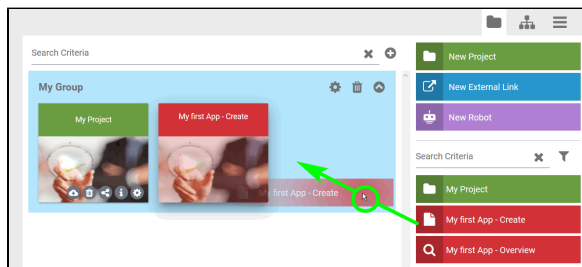 Search Criteria
My Group
My Project
My first App - Create
My first App - Create
New Project
New External Link
New Robot
Search Criteria
My Project
My first App - Create
My first App - Overview